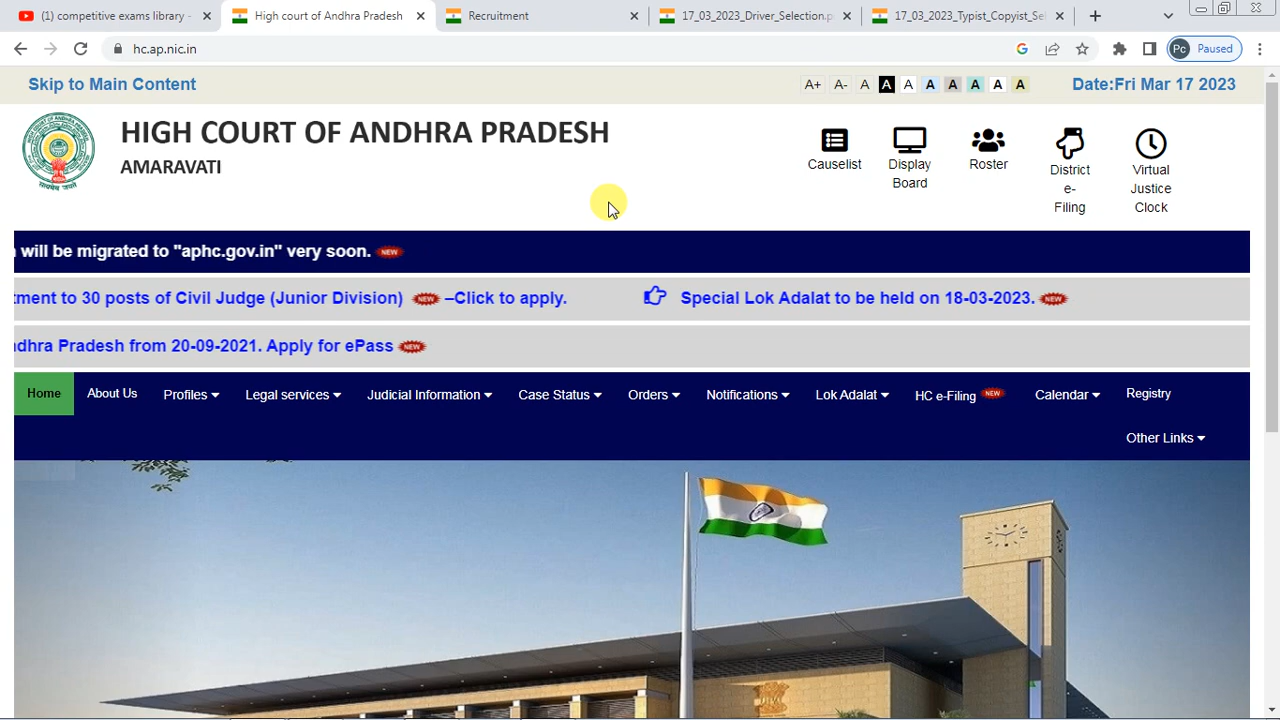 (1) competitive exams library -
High court of Andhra Pradesh
Recruitment
17_03_2023_Driver_Selection.p
17_03_2023_Typist_Copyist_Se
hc.ap.nic.in
Pc Paused
Skip to Main Content
A+ A- A A A A A A A A
Date:Fri Mar 17 2023
HIGH COURT OF ANDHRA PRADESH
AMARAVATI
Causelist
Display
Board
Roster
District
e-
Filing
Virtual
Justice
Clock
will be migrated to "aphc.gov.in" very soon. NEW
tment to 30 posts of Civil Judge (Junior Division) NEW –Click to apply. Special Lok Adalat to be held on 18-03-2023. NEW
dhra Pradesh from 20-09-2021. Apply for ePass NEW
Home About Us Profiles Legal services Judicial Information Case Status Orders Notifications Lok Adalat HC e-Filing NEW Calendar Registry
Other Links